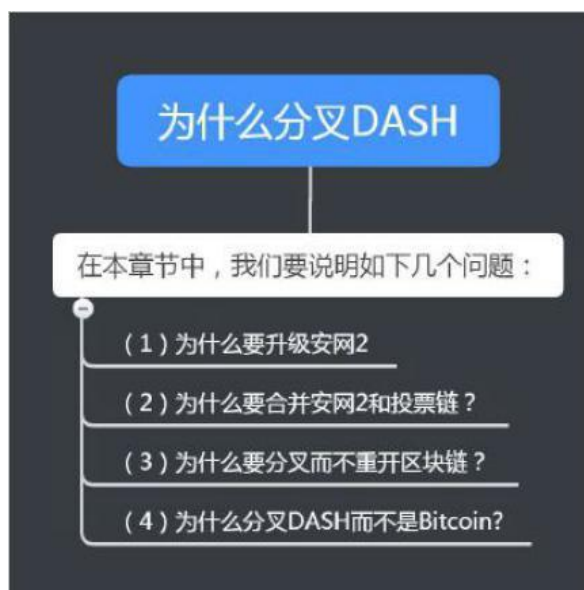 为什么分叉DASH
在本章节中，我们要说明如下几个问题：
（1）为什么要升级安网2
（2）为什么要合并安网2和投票链？
（3）为什么要分叉而不重开区块链？
（4）为什么分叉DASH而不是Bitcoin?